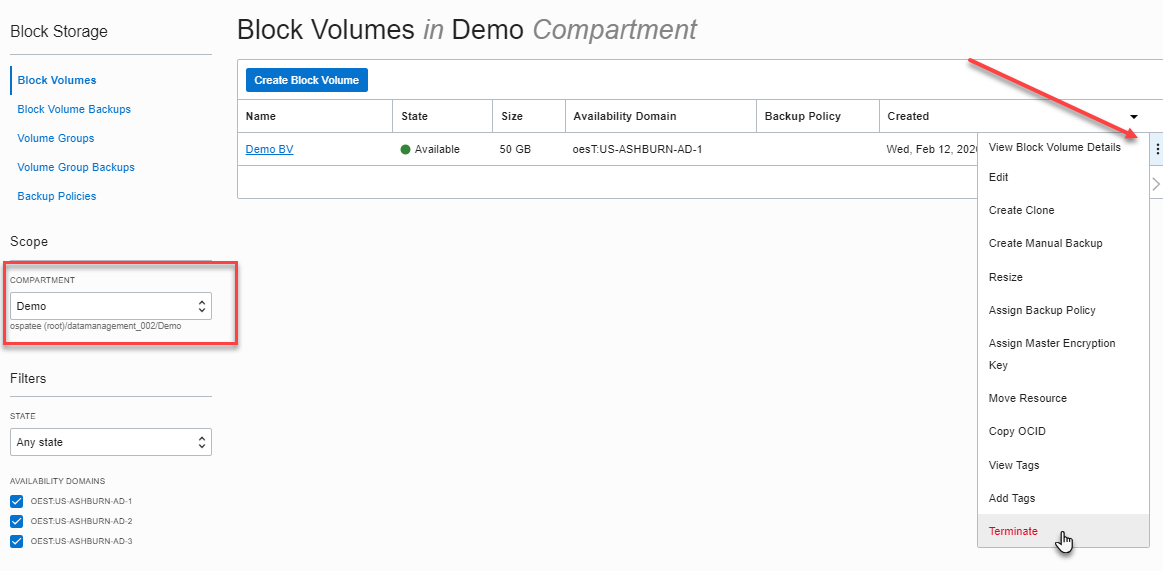 Block Storage
Block Volumes
Block Volume Backups
Volume Groups
Volume Group Backups
Backup Policies
Scope
COMPARTMENT
Demo
ospatee (root)/datamanagement_002/Demo
Filters
STATE
Any state
AVAILABILITY DOMAINS
OEST:US-ASHBURN-AD-1
OEST:US-ASHBURN-AD-2
OEST:US-ASHBURN-AD-3
Block Volumes in Demo Compartment
Create Block Volume
Name State Size Availability Domain Backup Policy Created
Demo BV Available 50 GB oesT:US-ASHBURN-AD-1 Wed, Feb 12, 2020
View Block Volume Details
Edit
Create Clone
Create Manual Backup
Resize
Assign Backup Policy
Assign Master Encryption
Key
Move Resource
Copy OCID
View Tags
Add Tags
Terminate